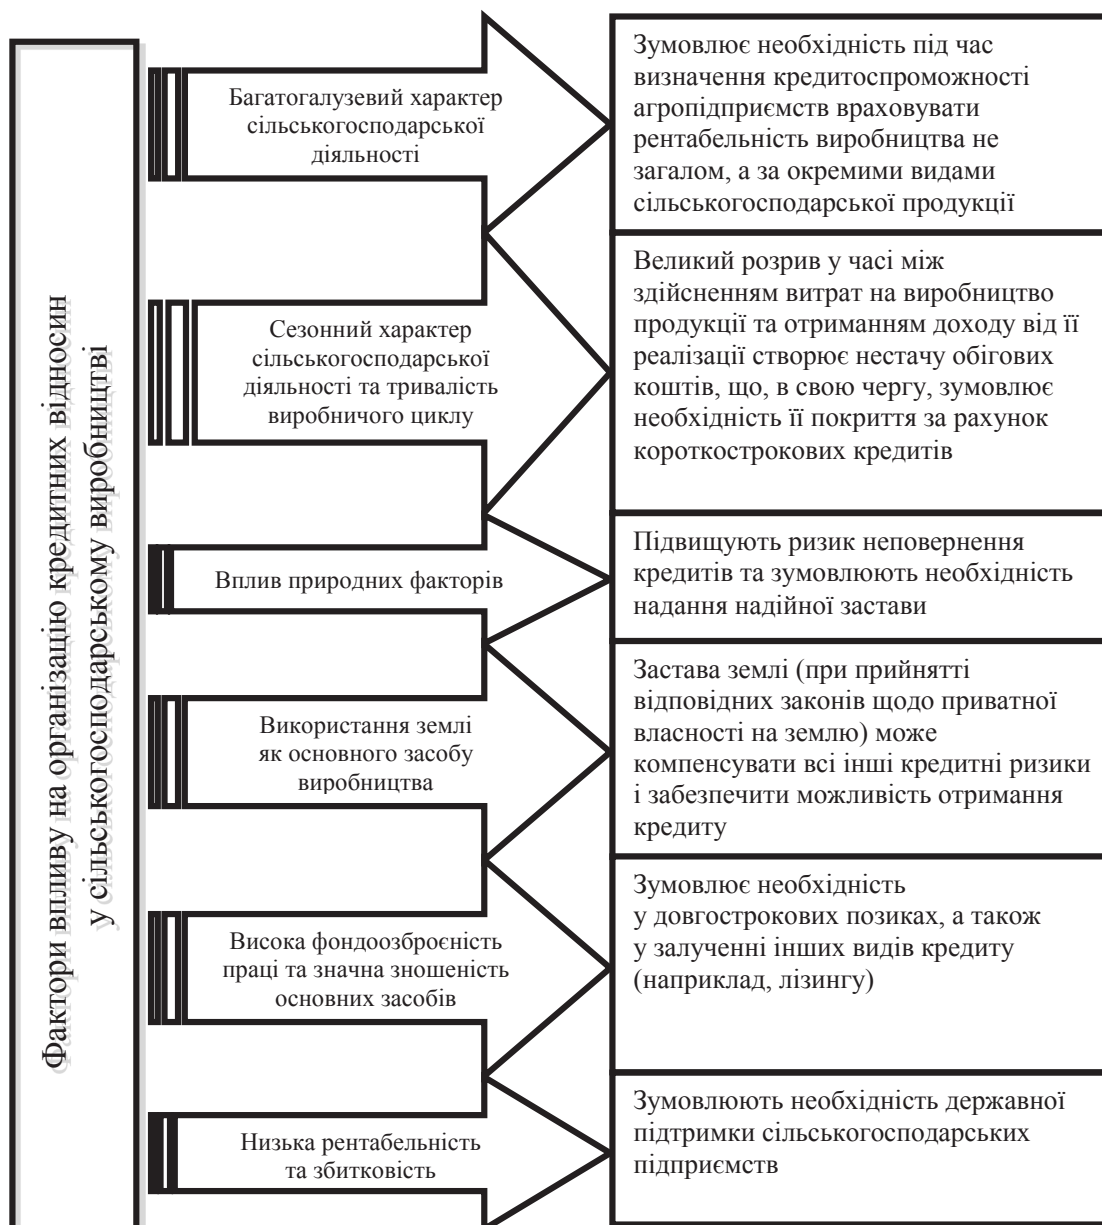 Фактори впливу на організацію кредитних відносин
у сільськогосподарському виробництві
Багатогалузевий характер
сільськогосподарської
діяльності
Зумовлює необхідність під час
визначення кредитоспроможності
агропідприємств враховувати
рентабельність виробництва не
загалом, а за окремими видами
сільськогосподарської продукції
Сезонний характер
сільськогосподарської
діяльності та тривалість
виробничого циклу
Великий розрив у часі між
здійсненням витрат на виробництво
продукції та отриманням доходу від її
реалізації створює нестачу обігових
коштів, що, в свою чергу, зумовлює
необхідність її покриття за рахунок
короткострокових кредитів
Вплив природних факторів
Підвищують ризик неповернення
кредитів та зумовлюють необхідність
надання надійної застави
Використання землі
як основного засобу
виробництва
Застава землі (при прийнятті
відповідних законів щодо приватної
власності на землю) може
компенсувати всі інші кредитні ризики
і забезпечити можливість отримання
кредиту
Висока фондоозброєність
праці та значна зношеність
основних засобів
Зумовлює необхідність
у довгострокових позиках, а також
у залученні інших видів кредиту
(наприклад, лізингу)
Низька рентабельність
та збитковість
Зумовлюють необхідність державної
підтримки сільськогосподарських
підприємств